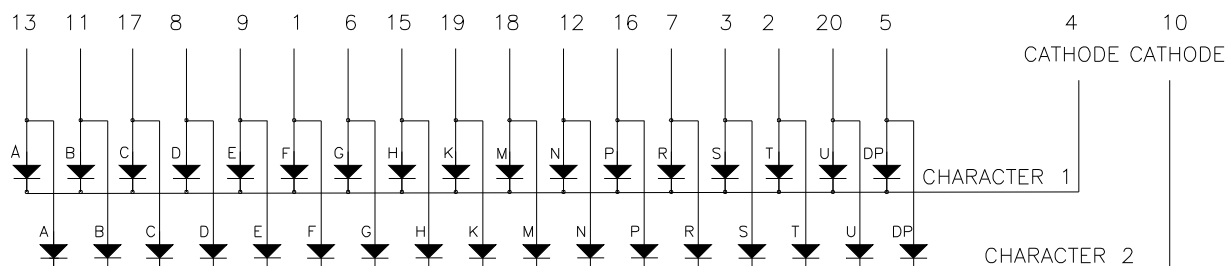 13 11 17 8 9 1 6 15 19 18 12 16 7 3 2 20 5 4 10
CATHODE CATHODE
A B C D E F G H K M N P R S T U DP
CHARACTER 1
A B C D E F G H K M N P R S T U DP
CHARACTER 2